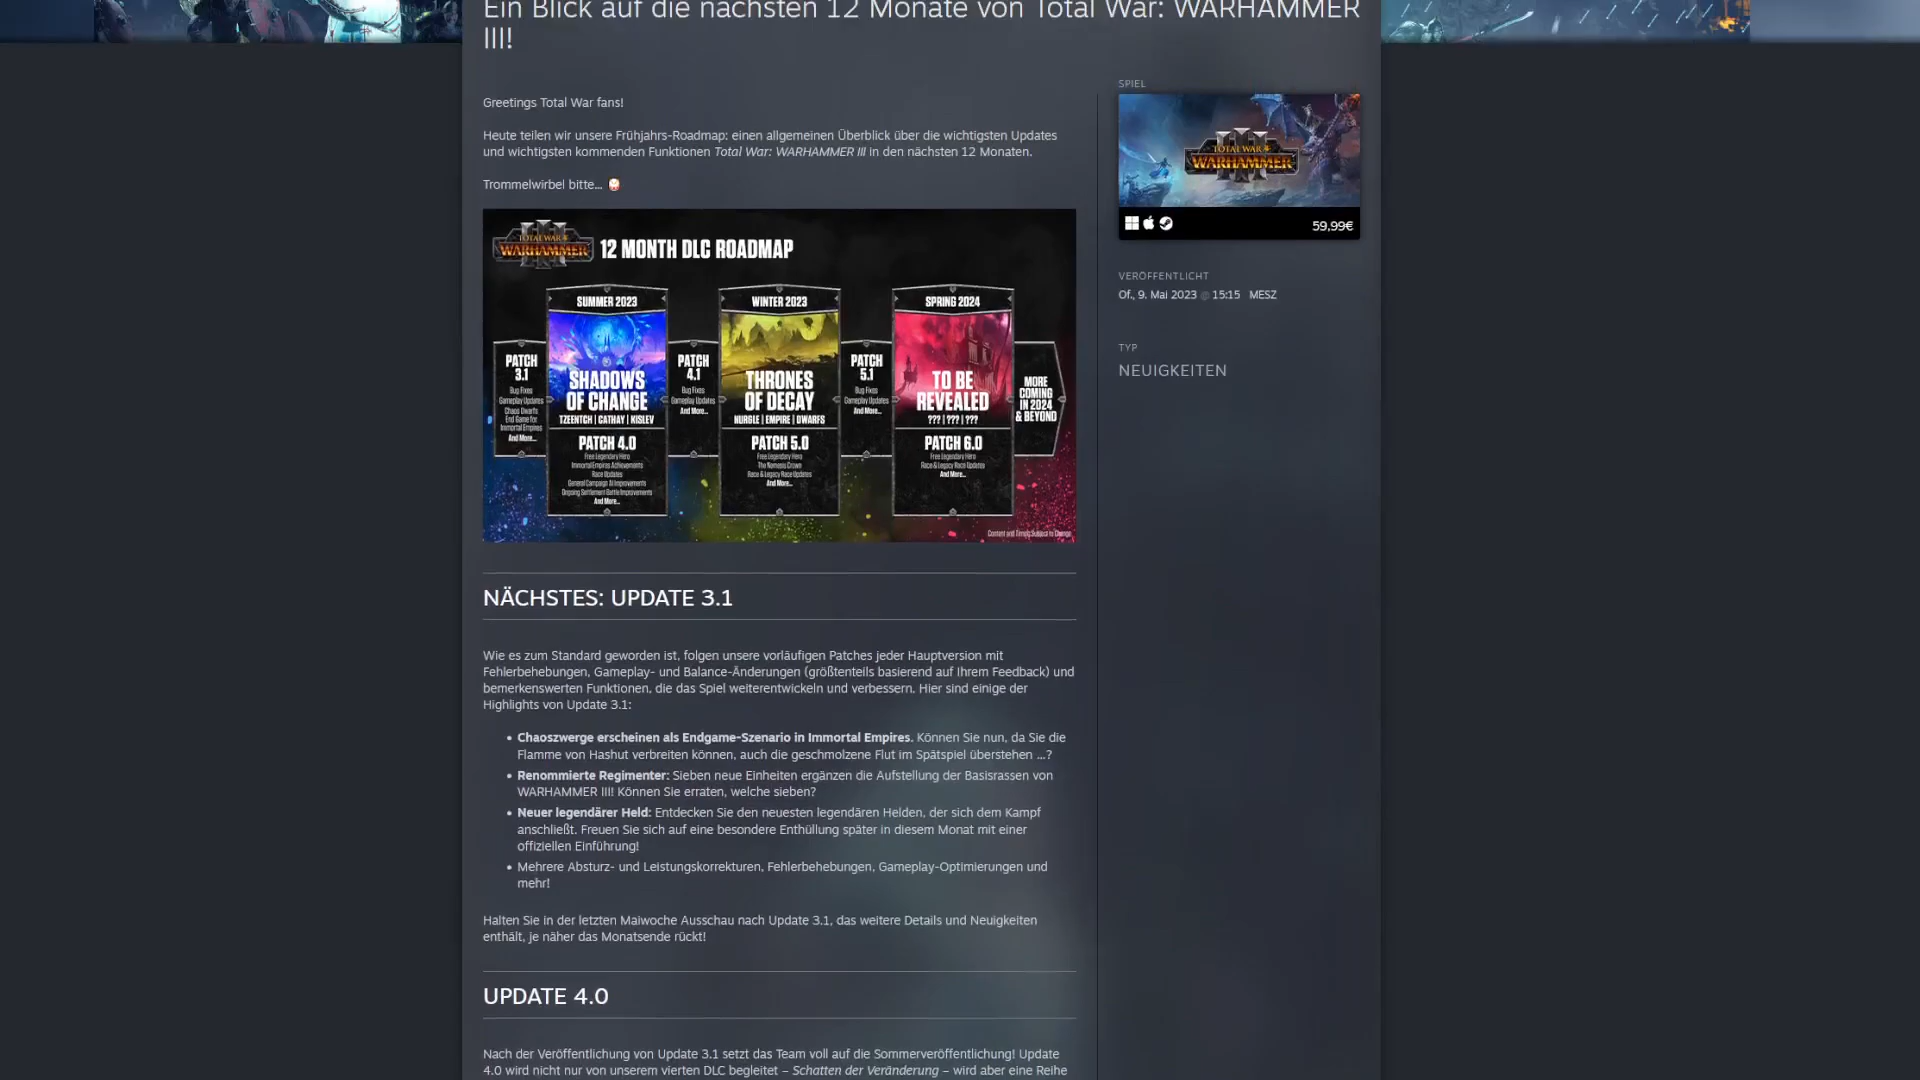 Ein Blick auf die nächsten 12 Monate von Total War: WARHAMMER
III!
Greetings Total War fans!
Heute teilen wir unsere Frühjahrs-Roadmap: einen allgemeinen Überblick über die wichtigsten Updates
und wichtigsten kommenden Funktionen Total War: WARHAMMER III in den nächsten 12 Monaten.
Trommelwirbel bitte...
TOTAL WAR
WARHAMMER
III
12 MONTH DLC ROADMAP
PATCH
3.1
Bug Fixes
Gameplay Updates
Chaos Dwarfs
End Game for
Immortal Empires
And More...
SUMMER 2023
SHADOWS
OF CHANGE
TZEENTCH | CATHAY | KISLEV
PATCH 4.0
Free Legendary Hero
Immortal Empires Achievements
Race Updates
General Campaign AI Improvements
Ongoing Settlement Battle Improvements
And More...
PATCH
4.1
Bug Fixes
Gameplay Updates
And More...
WINTER 2023
THRONES
OF DECAY
NURGLE | EMPIRE | DWARFS
PATCH 5.0
Free Legendary Hero
The Nemesis Crown
Race & Legacy Race Updates
And More...
PATCH
5.1
Bug Fixes
Gameplay Updates
And More...
SPRING 2024
TO BE
REVEALED
??? | ??? | ???
PATCH 6.0
Free Legendary Hero
Race & Legacy Race Updates
And More...
MORE
COMING
IN 2024
& BEYOND
Content and Timings Subject to Change
NÄCHSTES: UPDATE 3.1
Wie es zum Standard geworden ist, folgen unsere vorläufigen Patches jeder Hauptversion mit
Fehlerbehebungen, Gameplay- und Balance-Änderungen (größtenteils basierend auf Ihrem Feedback) und
bemerkenswerten Funktionen, die das Spiel weiterentwickeln und verbessern. Hier sind einige der
Highlights von Update 3.1:
• Chaoszwerge erscheinen als Endgame-Szenario in Immortal Empires. Können Sie nun, da Sie die
Flamme von Hashut verbreiten können, auch die geschmolzene Flut im Spätspiel überstehen ...?
• Renommierte Regimenter: Sieben neue Einheiten ergänzen die Aufstellung der Basisrassen von
WARHAMMER III! Können Sie erraten, welche sieben?
• Neuer legendärer Held: Entdecken Sie den neuesten legendären Helden, der sich dem Kampf
anschließt. Freuen Sie sich auf eine besondere Enthüllung später in diesem Monat mit einer
offiziellen Einführung!
• Mehrere Absturz- und Leistungskorrekturen, Fehlerbehebungen, Gameplay-Optimierungen und
mehr!
Halten Sie in der letzten Maiwoche Ausschau nach Update 3.1, das weitere Details und Neuigkeiten
enthält, je näher das Monatsende rückt!
UPDATE 4.0
Nach der Veröffentlichung von Update 3.1 setzt das Team voll auf die Sommerveröffentlichung! Update
4.0 wird nicht nur von unserem vierten DLC begleitet – Schatten der Veränderung – wird aber eine Reihe
SPIEL
TOTAL WAR
WARHAMMER
III
59,99€
VERÖFFENTLICHT
Of., 9. Mai 2023 @ 15:15 MESZ
TYP
NEUIGKEITEN